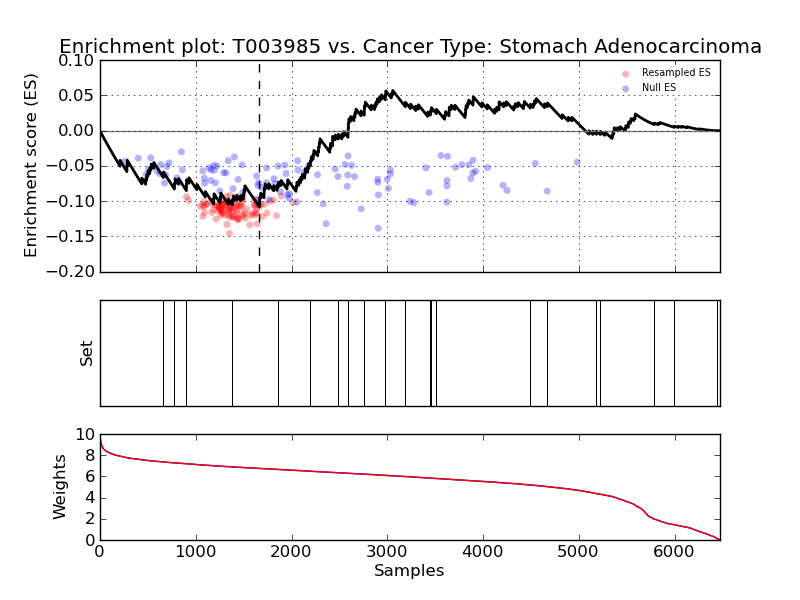 Enrichment plot: T003985 vs. Cancer Type: Stomach Adenocarcinoma
Enrichment score (ES)
0.10
0.05
0.00
−0.05
−0.10
−0.15
−0.20
Resampled ES
Null ES
Set
Weights
10
8
6
4
2
0
0 1000 2000 3000 4000 5000 6000
Samples